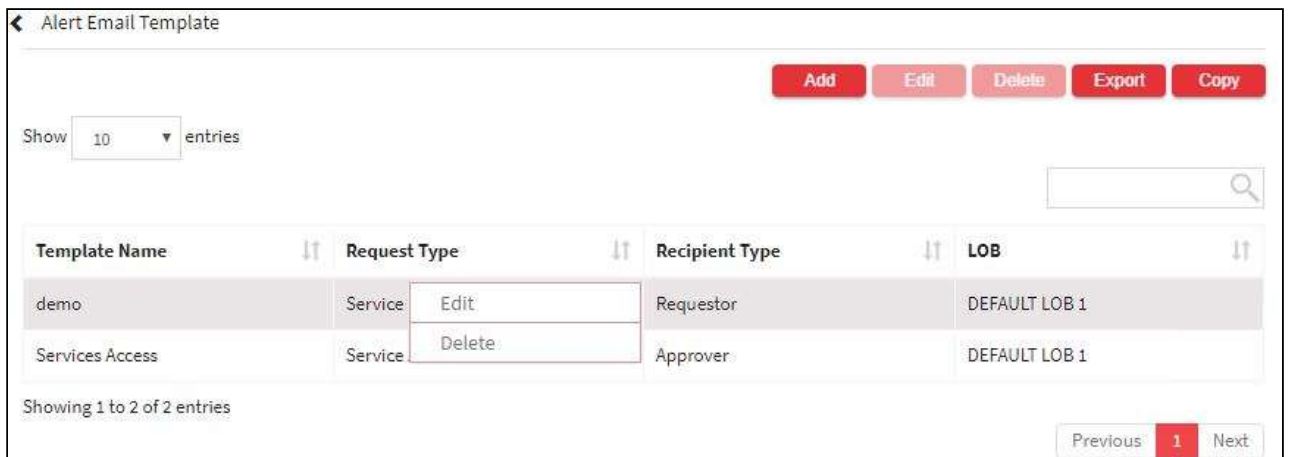 Alert Email Template
Add Edit Delete Export Copy
Show 10 entries
Template Name Request Type Recipient Type LOB
demo Service Edit Requestor DEFAULT LOB 1
Delete
Services Access Service Approver DEFAULT LOB 1
Showing 1 to 2 of 2 entries
Previous 1 Next